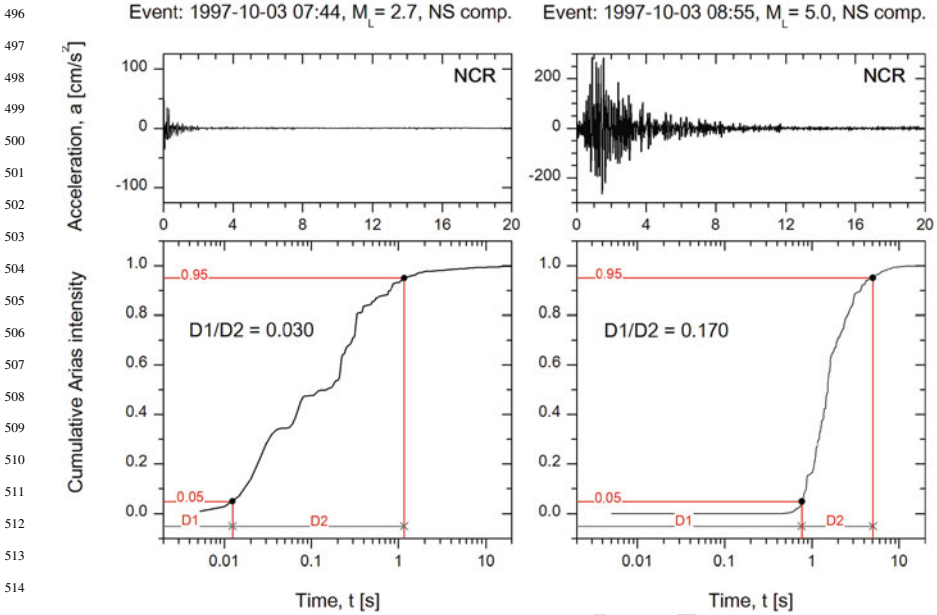 496
Event: 1997-10-03 07:44, M_L = 2.7, NS comp.
Event: 1997-10-03 08:55, M_L = 5.0, NS comp.
497
498
499
500
501
502
503
504
505
506
507
508
509
510
511
512
513
514
Acceleration, a [cm/s²]
100
0
-100
NCR
0 4 8 12 16 20
200
0
-200
NCR
0 4 8 12 16 20
Cumulative Arias intensity
1.0
0.8
0.6
0.4
0.2
0.0
0.95
D1/D2 = 0.030
0.05
D1
D2
0.01 0.1 1 10
Time, t [s]
1.0
0.8
0.6
0.4
0.2
0.0
0.95
D1/D2 = 0.170
0.05
D1
D2
0.01 0.1 1 10
Time, t [s]